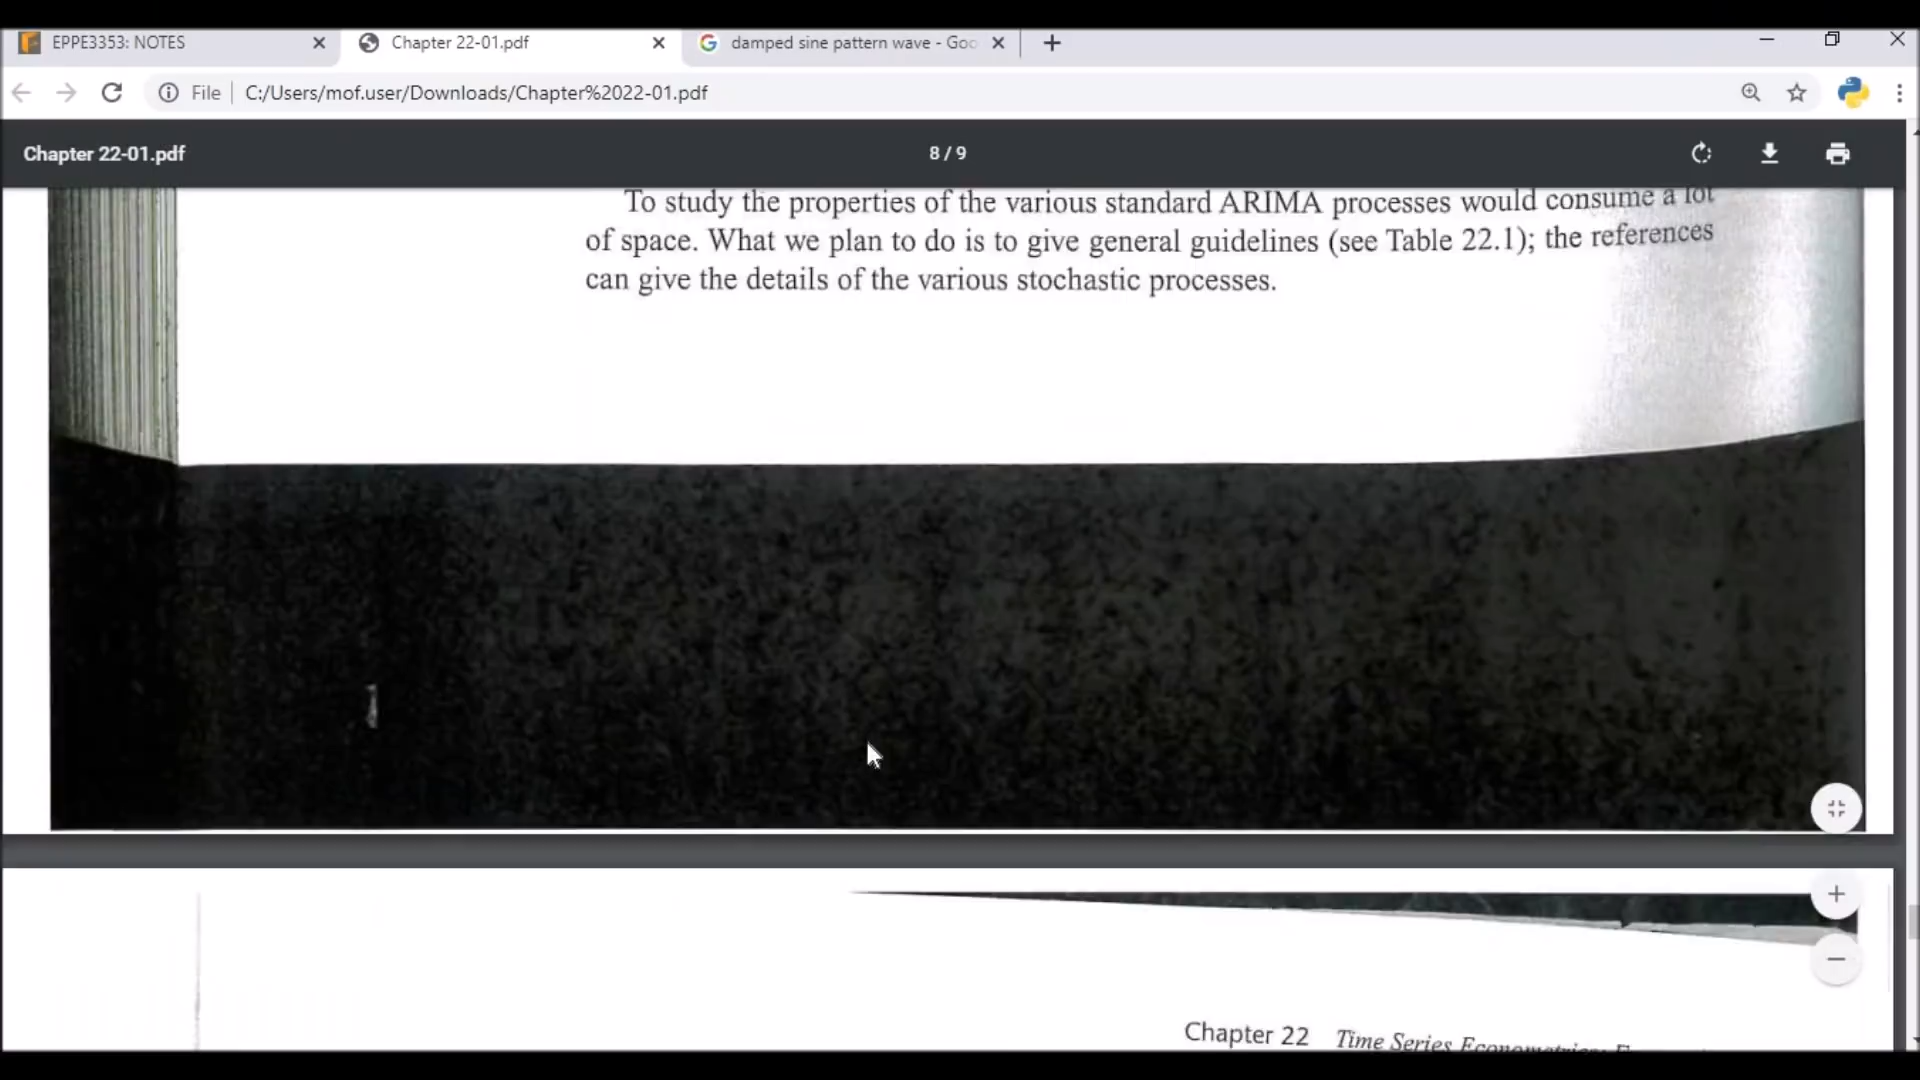 EPPE3353: NOTES
Chapter 22-01.pdf
damped sine pattern wave - Goo
File
C:/Users/mof.user/Downloads/Chapter%2022-01.pdf
Chapter 22-01.pdf
8 / 9
To study the properties of the various standard ARIMA processes would consume a lot
of space. What we plan to do is to give general guidelines (see Table 22.1); the references
can give the details of the various stochastic processes.
Chapter 22 Time Series Econometrics: